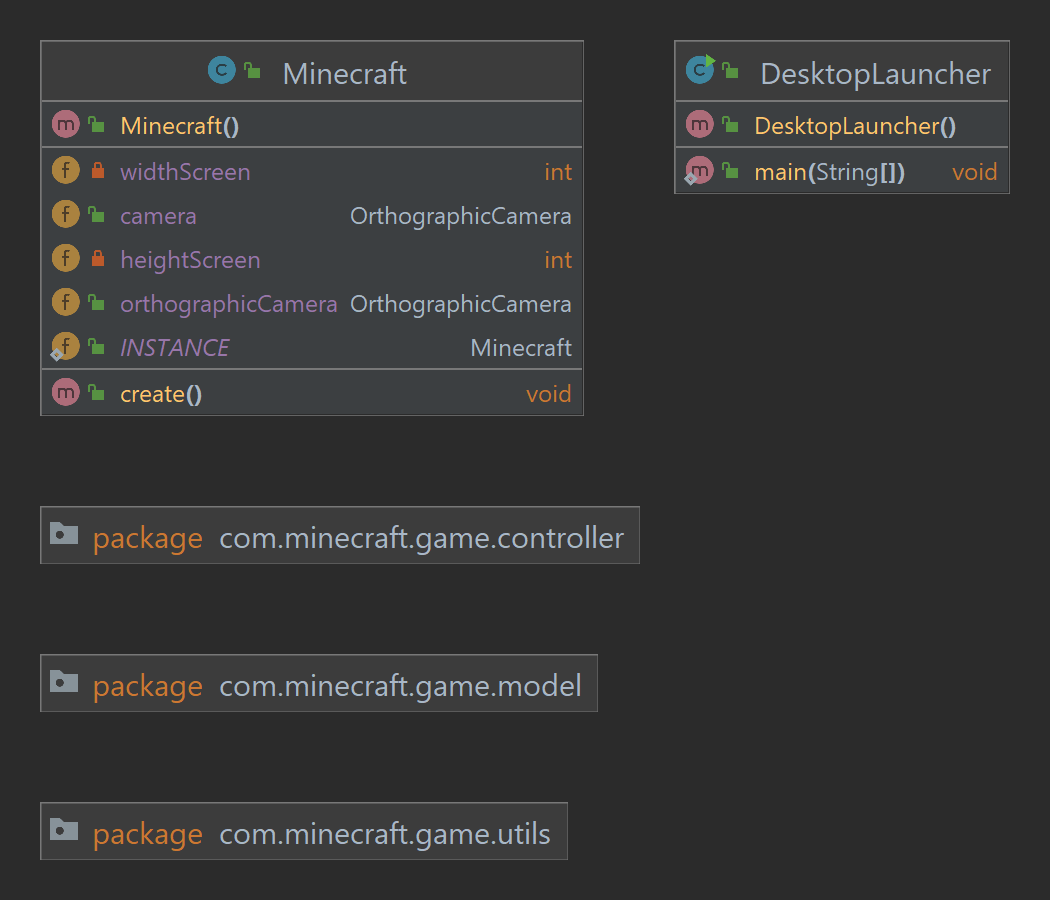 Minecraft
Minecraft()
widthScreen int
camera OrthographicCamera
heightScreen int
orthographicCamera OrthographicCamera
INSTANCE Minecraft
create() void
DesktopLauncher
DesktopLauncher()
main(String[]) void
package com.minecraft.game.controller
package com.minecraft.game.model
package com.minecraft.game.utils